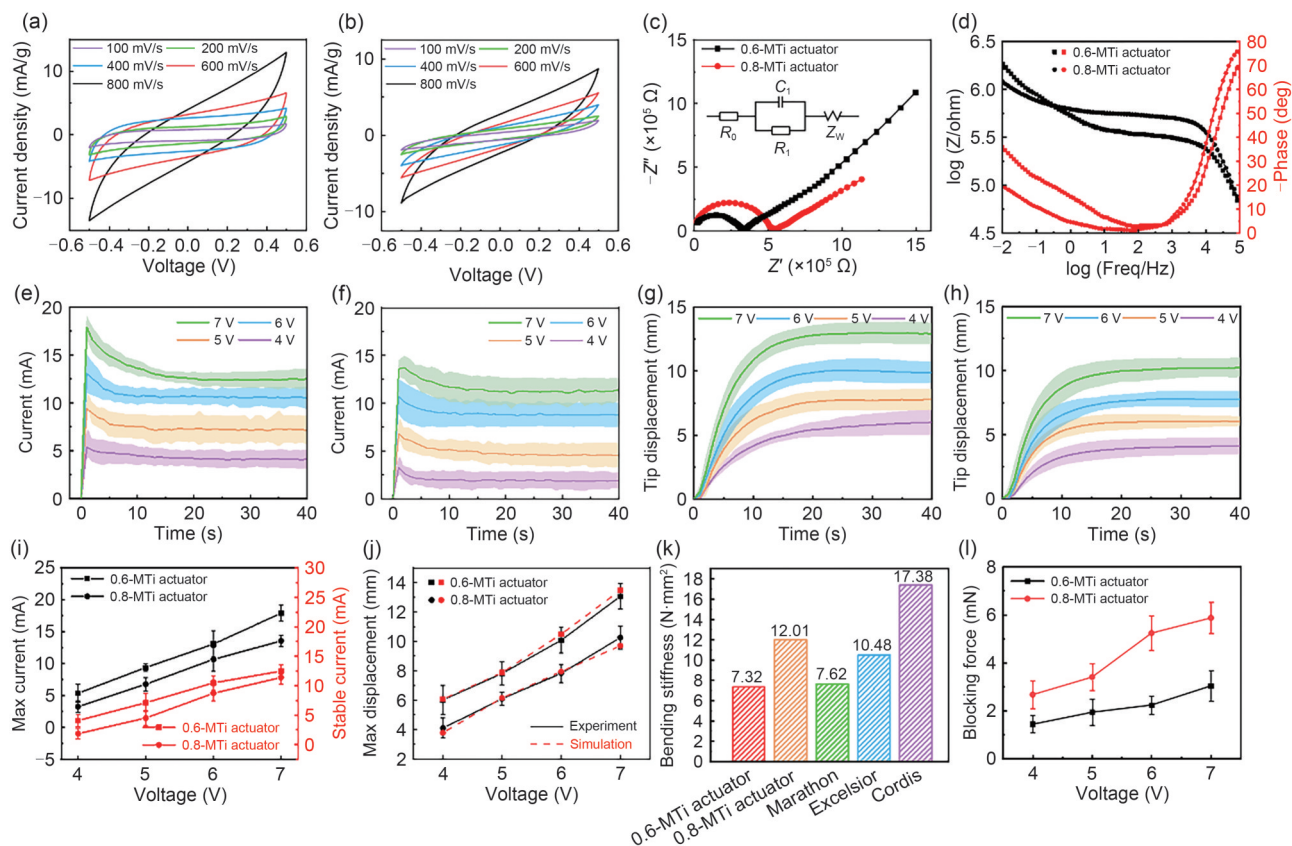 (a)
100 mV/s 200 mV/s
400 mV/s 600 mV/s
800 mV/s
Current density (mA/g)
10
0
−10
−0.6 −0.4 −0.2 0.0 0.2 0.4 0.6
Voltage (V)
(b)
100 mV/s 200 mV/s
400 mV/s 600 mV/s
800 mV/s
Current density (mA/g)
10
5
0
−5
−10
−0.6 −0.4 −0.2 0.0 0.2 0.4 0.6
Voltage (V)
(c)
0.6-MTi actuator
0.8-MTi actuator
C1
R0
R1
ZW
−Z″ (×10⁵ Ω)
15
10
5
0
0 5 10 15
Z′ (×10⁵ Ω)
(d)
0.6-MTi actuator
0.8-MTi actuator
log (Z/ohm)
6.5
6.0
5.5
5.0
4.5
−Phase (deg)
80
70
60
50
40
30
20
10
0
−2 −1 0 1 2 3 4 5
log (Freq/Hz)
(e)
7 V 6 V
5 V 4 V
Current (mA)
20
15
10
5
0
0 10 20 30 40
Time (s)
(f)
7 V 6 V
5 V 4 V
Current (mA)
20
15
10
5
0
0 10 20 30 40
Time (s)
(g)
7 V 6 V 5 V 4 V
Tip displacement (mm)
15
10
5
0
0 10 20 30 40
Time (s)
(h)
7 V 6 V 5 V 4 V
Tip displacement (mm)
15
10
5
0
0 10 20 30 40
Time (s)
(i)
0.6-MTi actuator
0.8-MTi actuator
0.6-MTi actuator
0.8-MTi actuator
Max current (mA)
25
20
15
10
5
0
−5
Stable current (mA)
30
25
20
15
10
5
0
4 5 6 7
Voltage (V)
(j)
0.6-MTi actuator
0.8-MTi actuator
Experiment
Simulation
Max displacement (mm)
14
12
10
8
6
4
2
4 5 6 7
Voltage (V)
(k)
Bending stiffness (N·mm²)
18
16
14
12
10
8
6
4
2
0
7.32
12.01
7.62
10.48
17.38
0.6-MTi actuator
0.8-MTi actuator
Marathon
Excelsior
Cordis
(l)
0.6-MTi actuator
0.8-MTi actuator
Blocking force (mN)
8
6
4
2
0
4 5 6 7
Voltage (V)